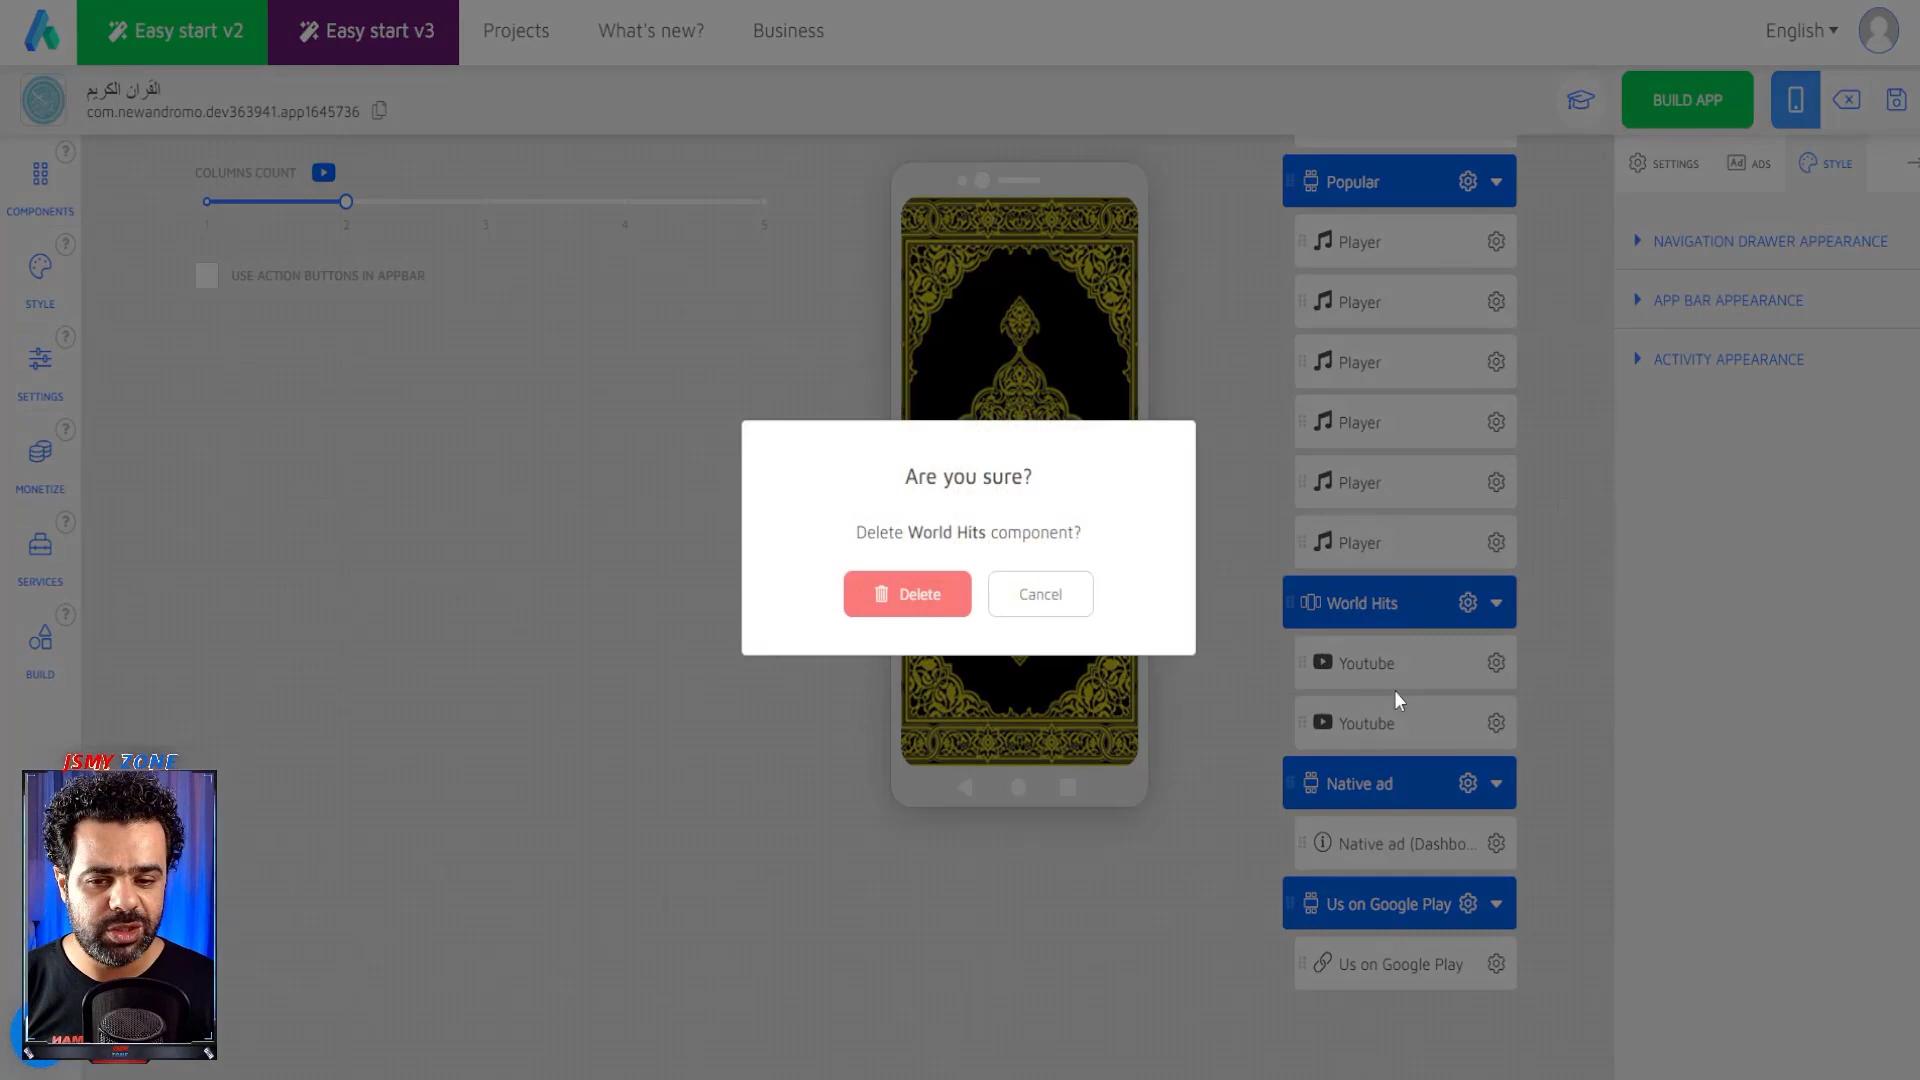 Easy start v2
Easy start v3
Projects
What's new?
Business
English
القران الكريم
com.newandromo.dev363941.app1645736
BUILD APP
COMPONENTS
STYLE
SETTINGS
MONETIZE
SERVICES
BUILD
COLUMNS COUNT
1 2 3 4 5
USE ACTION BUTTONS IN APPBAR
Are you sure?
Delete World Hits component?
Delete
Cancel
Popular
Player
Player
Player
Player
Player
Player
World Hits
Youtube
Youtube
Native ad
Native ad (Dashbo...
Us on Google Play
Us on Google Play
SETTINGS
Ad ADS
STYLE
NAVIGATION DRAWER APPEARANCE
APP BAR APPEARANCE
ACTIVITY APPEARANCE
JSMY ZONE